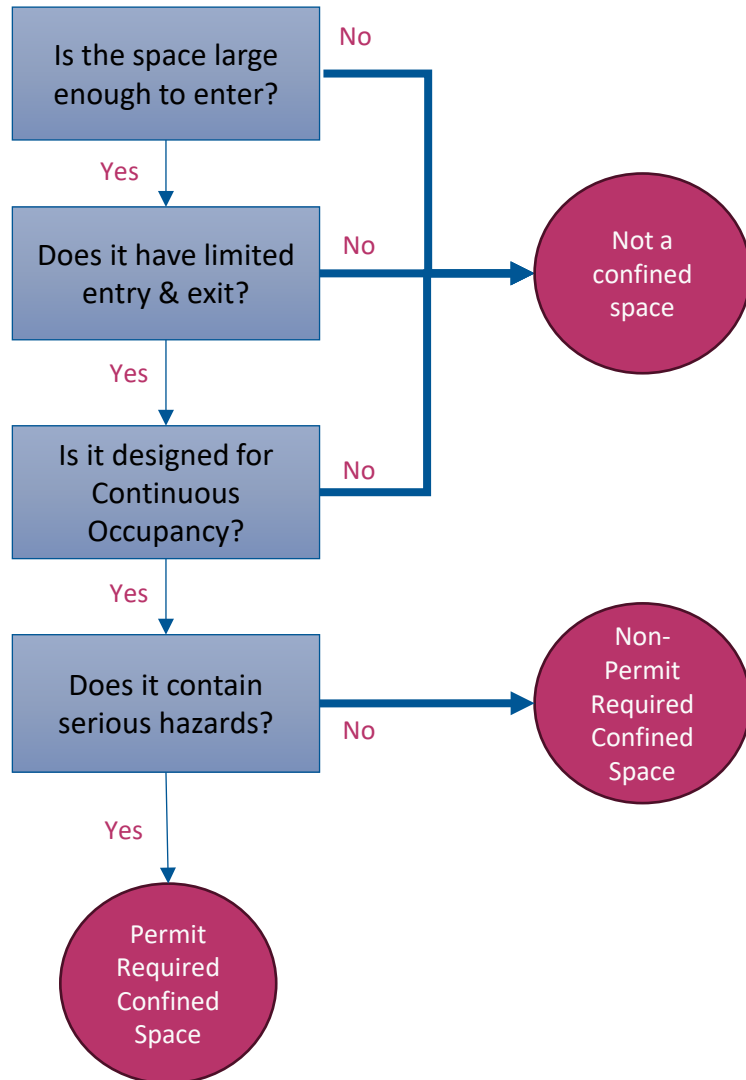 Is the space large
enough to enter?
No
Yes
Does it have limited
entry & exit?
No
Not a
confined
space
Yes
Is it designed for
Continuous
Occupancy?
No
Yes
Does it contain
serious hazards?
No
Non-
Permit
Required
Confined
Space
Yes
Permit
Required
Confined
Space